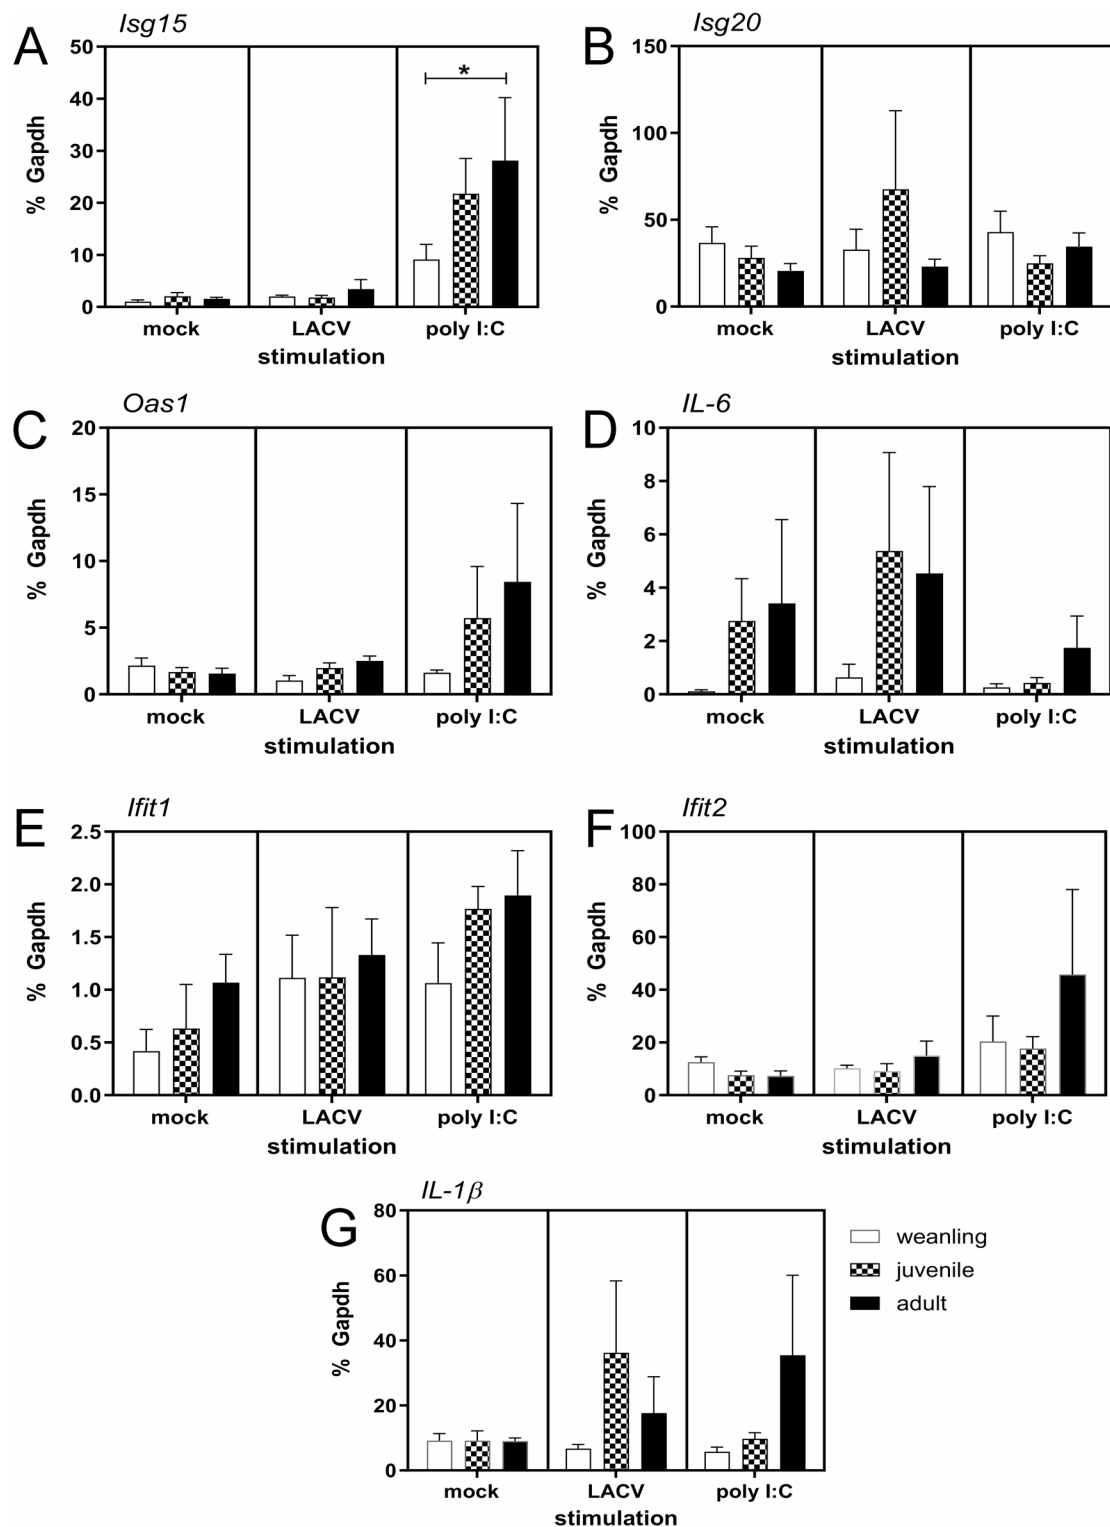 A Isg15
50
40
30
20
10
0
% Gapdh
*
mock LACV poly I:C
stimulation
B Isg20
150
100
50
0
% Gapdh
mock LACV poly I:C
stimulation
C Oas1
20
15
10
5
0
% Gapdh
mock LACV poly I:C
stimulation
D IL-6
10
8
6
4
2
0
% Gapdh
mock LACV poly I:C
stimulation
E Ifit1
2.5
2.0
1.5
1.0
0.5
0.0
% Gapdh
mock LACV poly I:C
stimulation
F Ifit2
100
80
60
40
20
0
% Gapdh
mock LACV poly I:C
stimulation
G IL-1β
80
60
40
20
0
% Gapdh
mock LACV poly I:C
stimulation
weanling
juvenile
adult